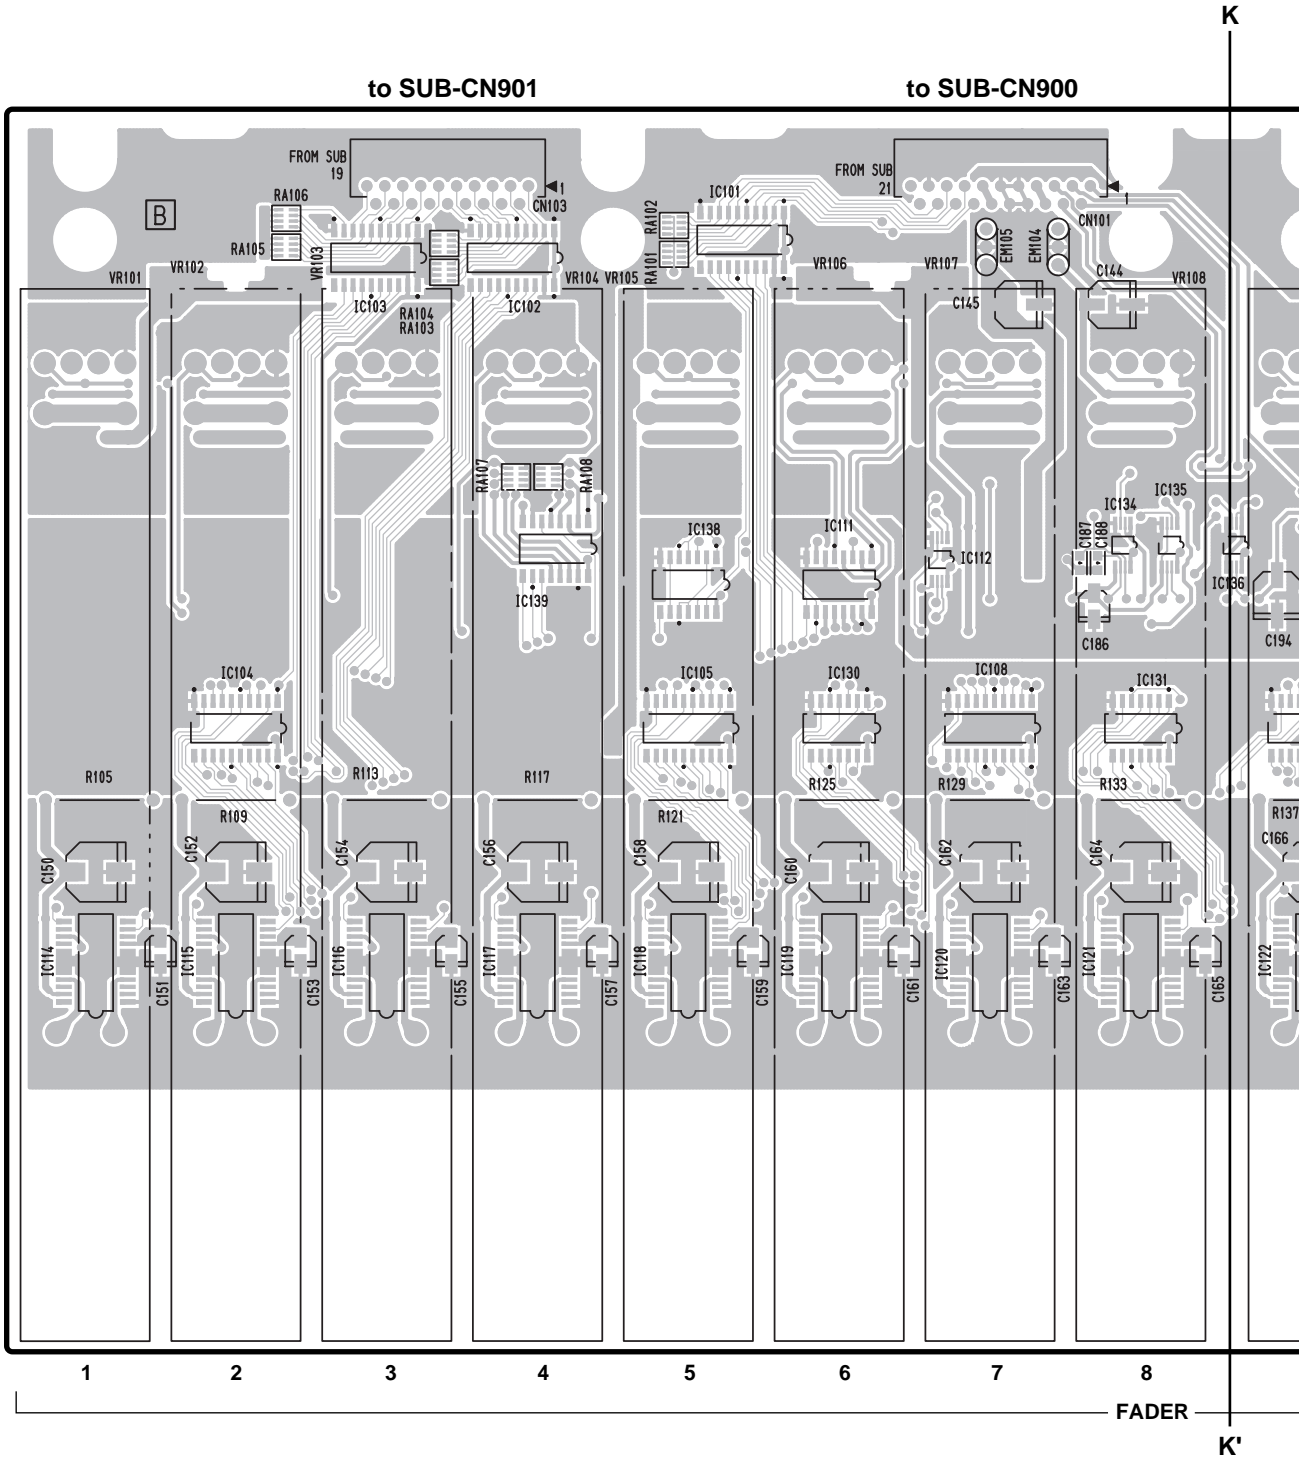 K
to SUB-CN901
to SUB-CN900
FROM SUB
19
1
CN103
FROM SUB
21
1
CN101
B
RA106
RA105
VR103
RA102
RA101
IC101
EM105
EM104
C144
VR101
VR102
VR104
VR105
VR106
VR107
VR108
IC103
RA104
RA103
IC102
C145
RA107
RA108
IC134
IC135
IC138
IC111
IC112
C187
C188
IC136
IC139
C186
C194
IC104
IC105
IC130
IC108
IC131
R105
R113
R117
R125
R129
R133
R109
R121
R137
C150
C152
C154
C156
C158
C160
C162
C164
C166
IC114
IC115
IC116
IC117
IC118
IC119
IC120
IC121
IC122
C151
C153
C155
C157
C159
C161
C163
C165
1 2 3 4 5 6 7 8
FADER
K'